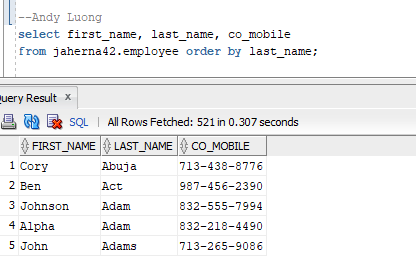 --Andy Luong
select first_name, last_name, co_mobile
from jaherna42.employee order by last_name;
Query Result x
SQL | All Rows Fetched: 521 in 0.307 seconds
FIRST_NAME LAST_NAME CO_MOBILE
1 Cory Abuja 713-438-8776
2 Ben Act 987-456-2390
3 Johnson Adam 832-555-7994
4 Alpha Adam 832-218-4490
5 John Adams 713-265-9086